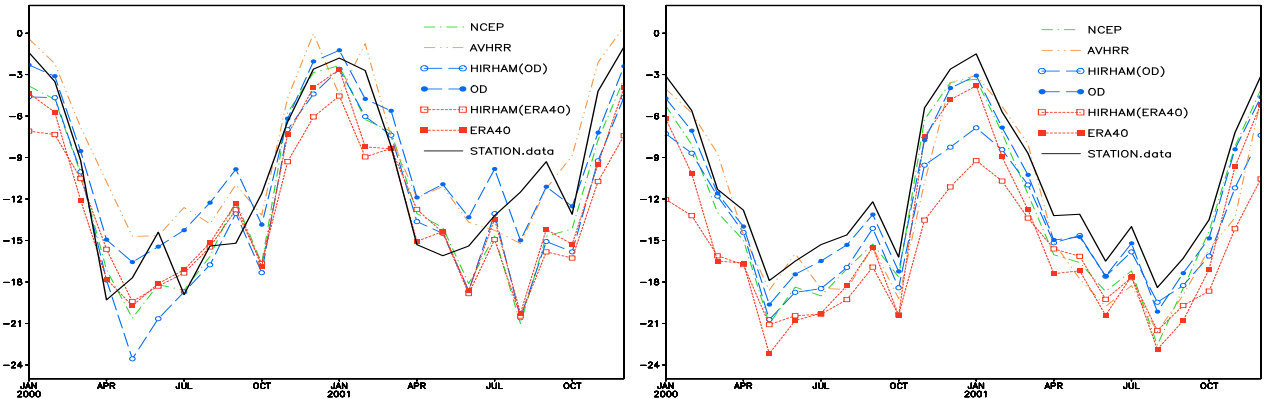 0
-3
-6
-9
-12
-15
-18
-21
-24
JAN
2000
APR
JUL
OCT
JAN
2001
APR
JUL
OCT
NCEP
AVHRR
HIRHAM(OD)
OD
HIRHAM(ERA40)
ERA40
STATION.data
0
-3
-6
-9
-12
-15
-18
-21
-24
JAN
2000
APR
JUL
OCT
JAN
2001
APR
JUL
OCT
NCEP
AVHRR
HIRHAM(OD)
OD
HIRHAM(ERA40)
ERA40
STATION.data